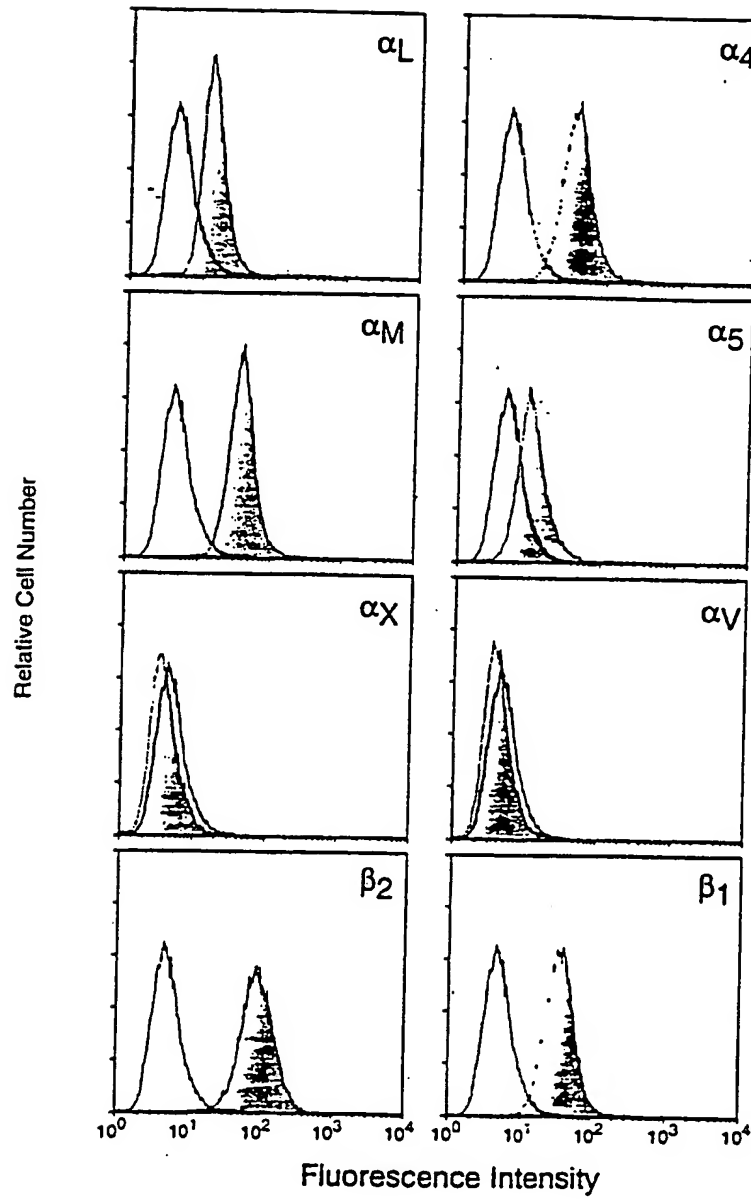 αL
α4
αM
α5
αX
αV
β2
β1
Relative Cell Number
10⁰ 10¹ 10² 10³ 10⁴
10⁰ 10¹ 10² 10³ 10⁴
Fluorescence Intensity